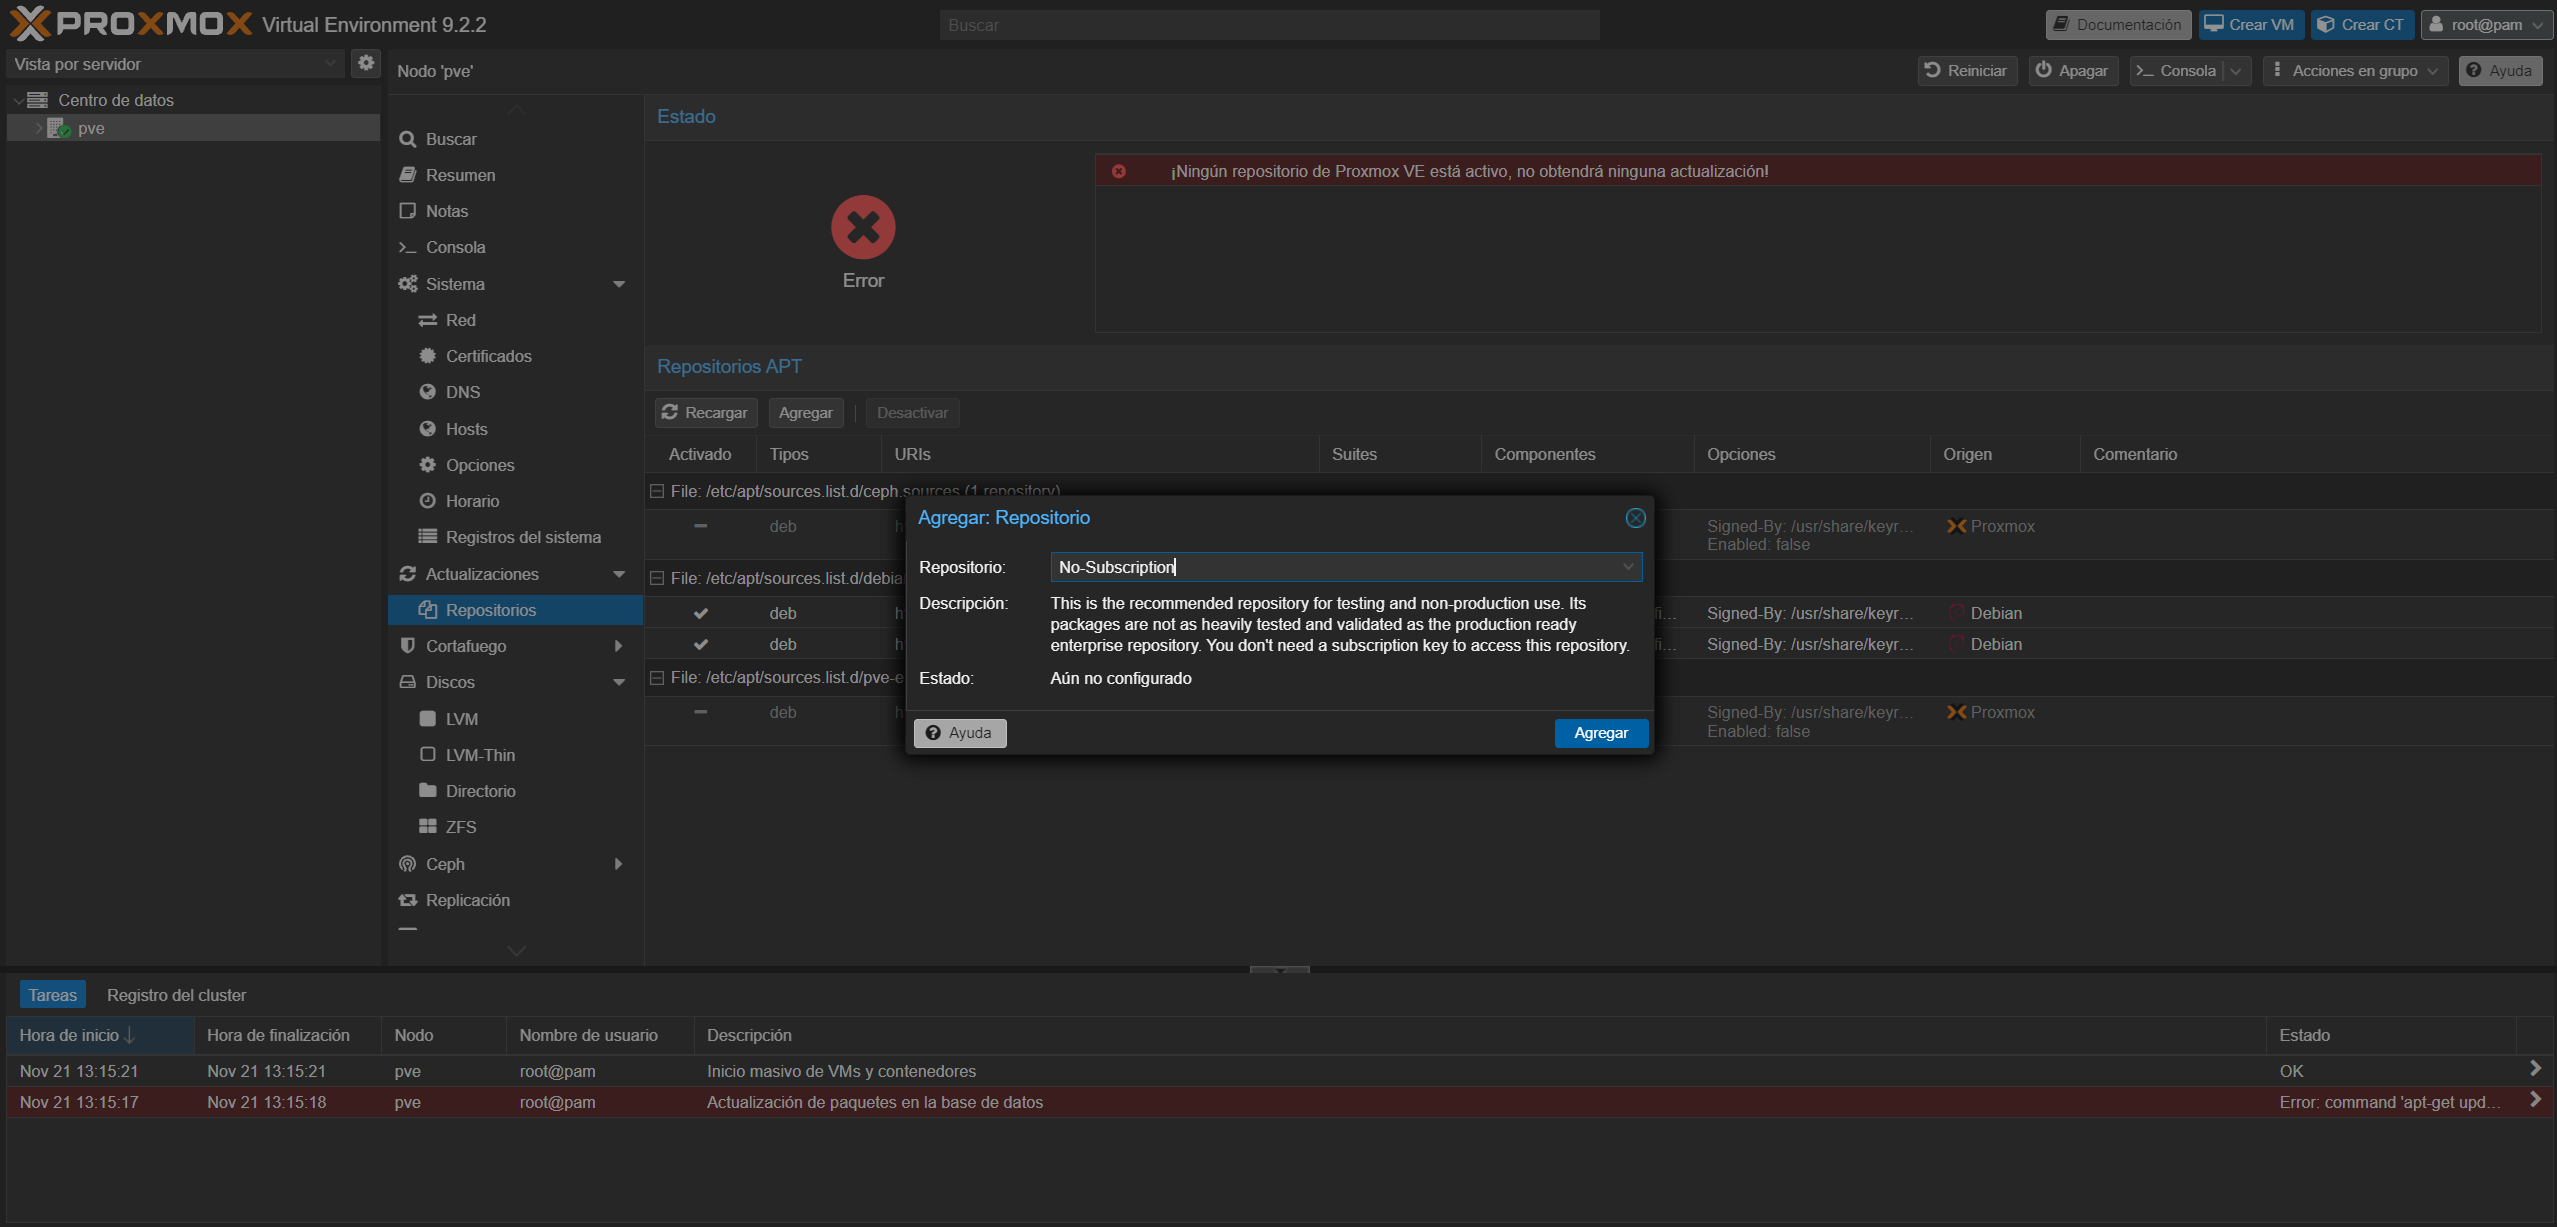 PROXMOX Virtual Environment 9.2.2
Buscar
Documentación
Crear VM
Crear CT
root@pam
Vista por servidor
Nodo 'pve'
Reiniciar
Apagar
Consola
Acciones en grupo
Ayuda
Centro de datos
pve
Buscar
Resumen
Notas
Consola
Sistema
Red
Certificados
DNS
Hosts
Opciones
Horario
Registros del sistema
Actualizaciones
Repositorios
Cortafuego
Discos
LVM
LVM-Thin
Directorio
ZFS
Ceph
Replicación
Estado
Error
¡Ningún repositorio de Proxmox VE está activo, no obtendrá ninguna actualización!
Repositorios APT
Recargar
Agregar
Desactivar
Activado Tipos URIs Suites Componentes Opciones Origen Comentario
File: /etc/apt/sources.list.d/ceph.sources (1 repository)
deb h Signed-By: /usr/share/keyr... Proxmox
Enabled: false
File: /etc/apt/sources.list.d/debia
deb h fi... Signed-By: /usr/share/keyr... Debian
deb h fi... Signed-By: /usr/share/keyr... Debian
File: /etc/apt/sources.list.d/pve-e
deb h Signed-By: /usr/share/keyr... Proxmox
Enabled: false
Agregar: Repositorio
Repositorio: No-Subscription
Descripción: This is the recommended repository for testing and non-production use. Its
packages are not as heavily tested and validated as the production ready
enterprise repository. You don't need a subscription key to access this repository.
Estado: Aún no configurado
Ayuda
Agregar
Tareas
Registro del cluster
Hora de inicio Hora de finalización Nodo Nombre de usuario Descripción Estado
Nov 21 13:15:21 Nov 21 13:15:21 pve root@pam Inicio masivo de VMs y contenedores OK
Nov 21 13:15:17 Nov 21 13:15:18 pve root@pam Actualización de paquetes en la base de datos Error: command 'apt-get upd...